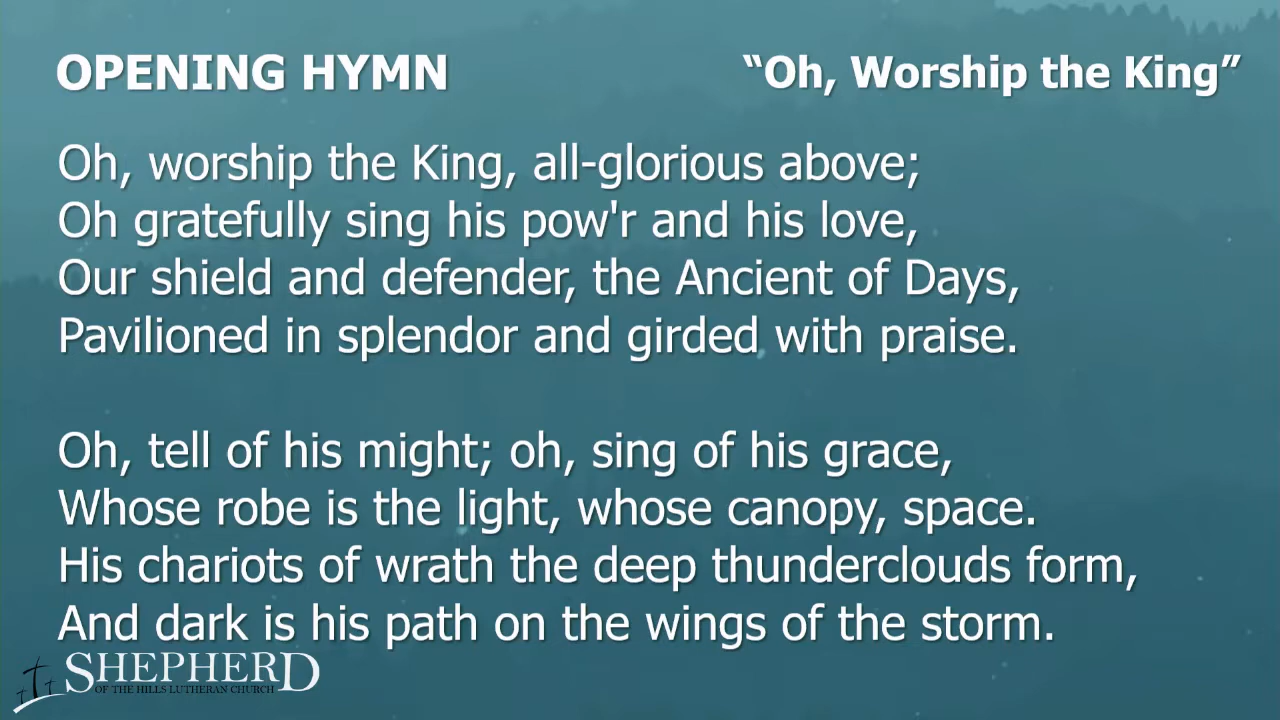 OPENING HYMN “Oh, Worship the King”
Oh, worship the King, all-glorious above;
Oh gratefully sing his pow'r and his love,
Our shield and defender, the Ancient of Days,
Pavilioned in splendor and girded with praise.
Oh, tell of his might; oh, sing of his grace,
Whose robe is the light, whose canopy, space.
His chariots of wrath the deep thunderclouds form,
And dark is his path on the wings of the storm.
SHEPHERD
OF THE HILLS LUTHERAN CHURCH